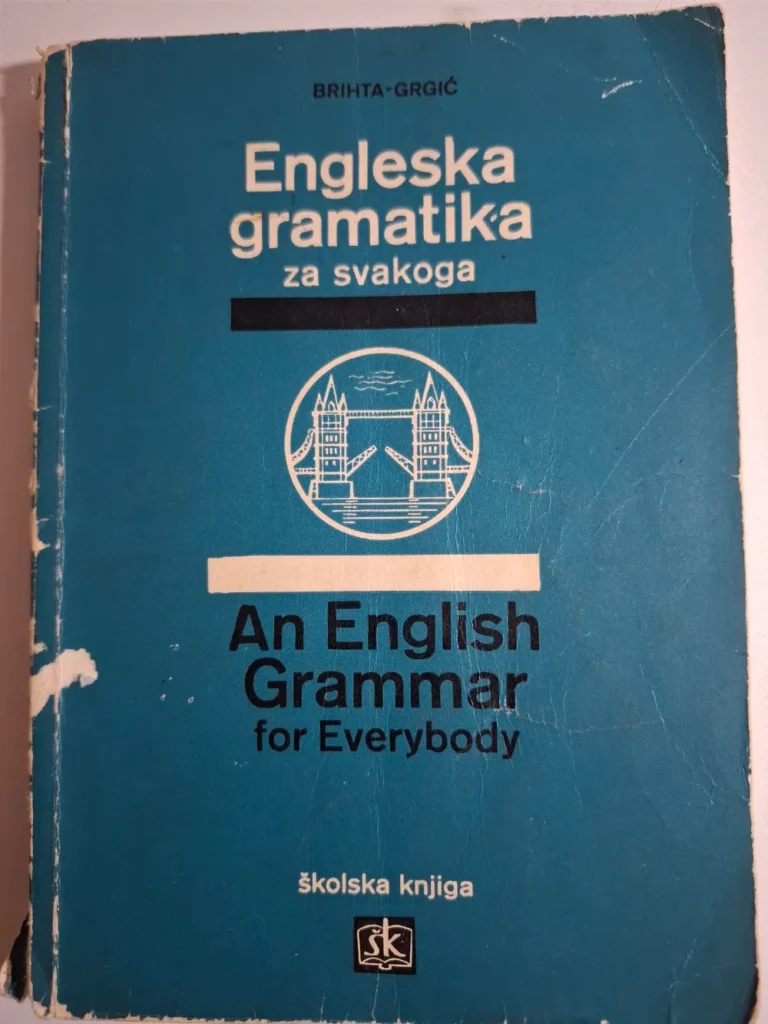 BRIHTA-GRGIĆ
Engleska
gramatika
za svakoga
An English
Grammar
for Everybody
školska knjiga
šk